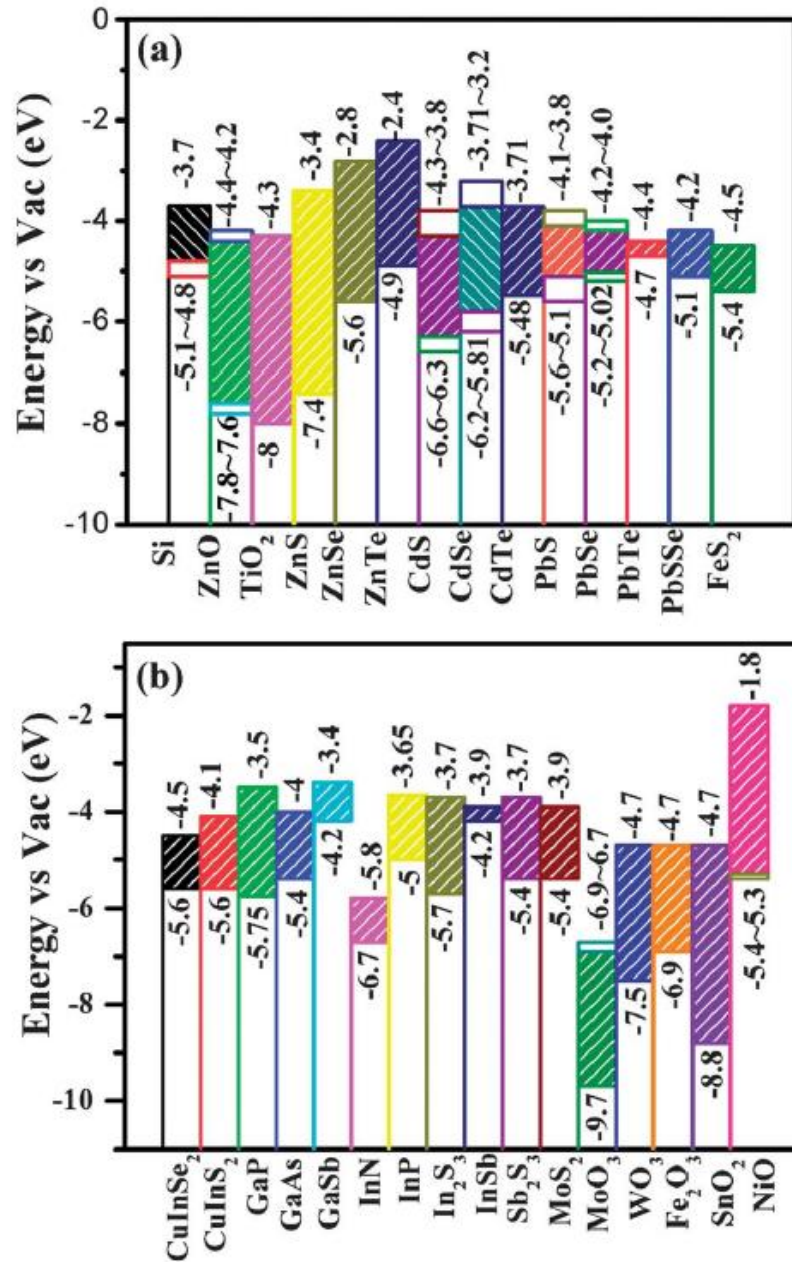 (a)
Energy vs Vac (eV)
0
-2
-4
-6
-8
-10
-3.7
-4.4~4.2
-4.3
-3.4
-2.8
-2.4
-4.3~3.8
-3.71~3.2
-3.71
-4.1~3.8
-4.2~4.0
-4.4
-4.2
-4.5
-5.1~4.8
-7.8~7.6
-8
-7.4
-5.6
-4.9
-6.6~6.3
-6.2~5.81
-5.48
-5.6~5.1
-5.2~5.02
-4.7
-5.1
-5.4
Si
ZnO
TiO₂
ZnS
ZnSe
ZnTe
CdS
CdSe
CdTe
PbS
PbSe
PbTe
PbSSe
FeS₂
(b)
Energy vs Vac (eV)
-2
-4
-6
-8
-10
-4.5
-4.1
-3.5
-4
-3.4
-5.8
-3.65
-3.7
-3.9
-3.7
-3.9
-6.9~6.7
-4.7
-4.7
-4.7
-1.8
-5.6
-5.6
-5.75
-5.4
-4.2
-6.7
-5
-5.7
-4.2
-5.4
-5.4
-9.7
-7.5
-6.9
-8.8
-5.4~5.3
CuInSe₂
CuInS₂
GaP
GaAs
GaSb
InN
InP
In₂S₃
InSb
Sb₂S₃
MoS₂
MoO₃
WO₃
Fe₂O₃
SnO₂
NiO